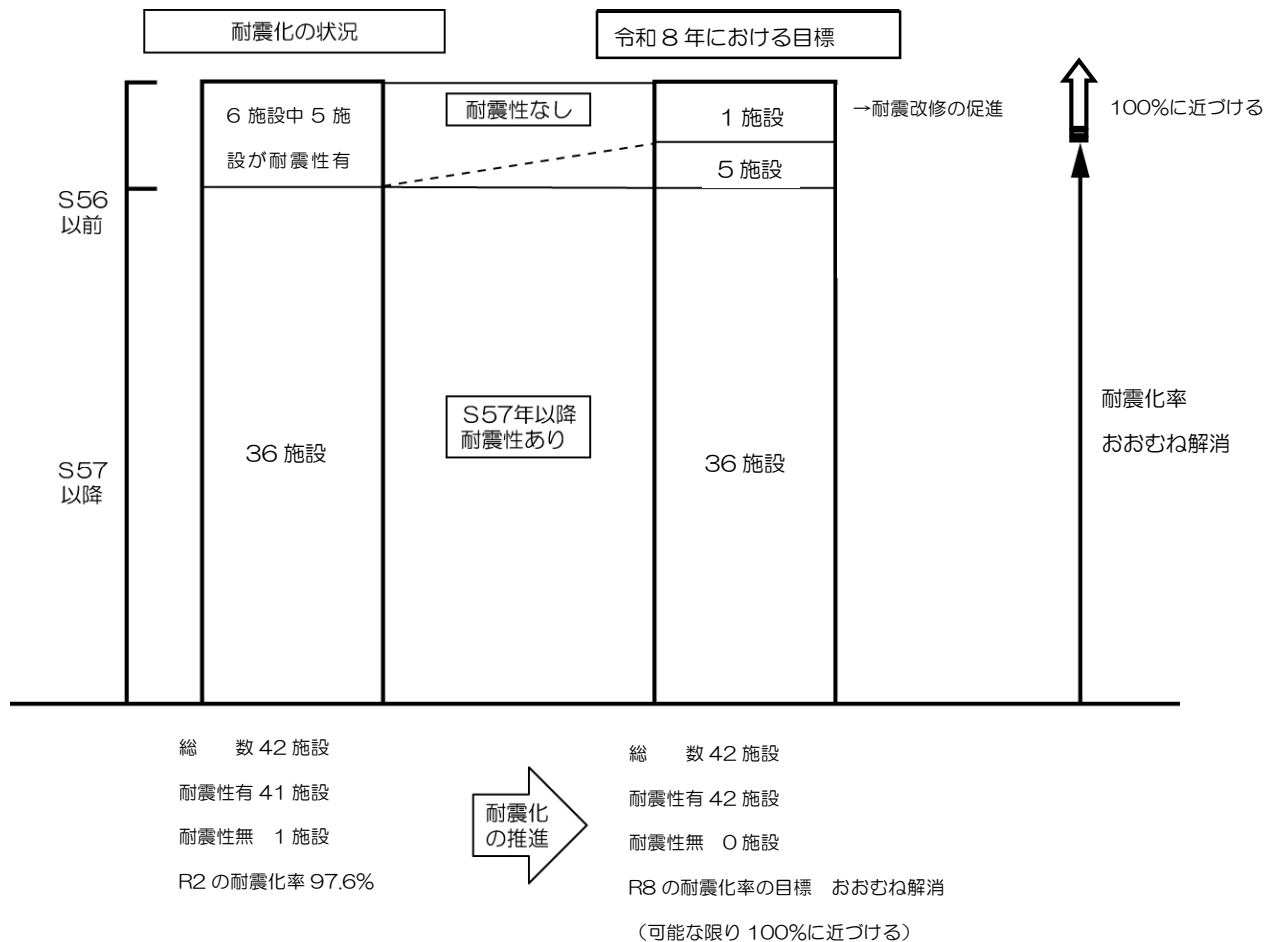 耐震化の状況
令和８年における目標
6 施設中 5 施
設が耐震性有
耐震性なし
1 施設
→耐震改修の促進
100%に近づける
5 施設
S56
以前
S57年以降
耐震性あり
36 施設
36 施設
S57
以降
耐震化率
おおむね解消
総　数 42 施設
耐震性有 41 施設
耐震性無　1 施設
R2 の耐震化率 97.6%
耐震化
の推進
総　数 42 施設
耐震性有 42 施設
耐震性無　0 施設
R8 の耐震化率の目標　おおむね解消
（可能な限り 100%に近づける）